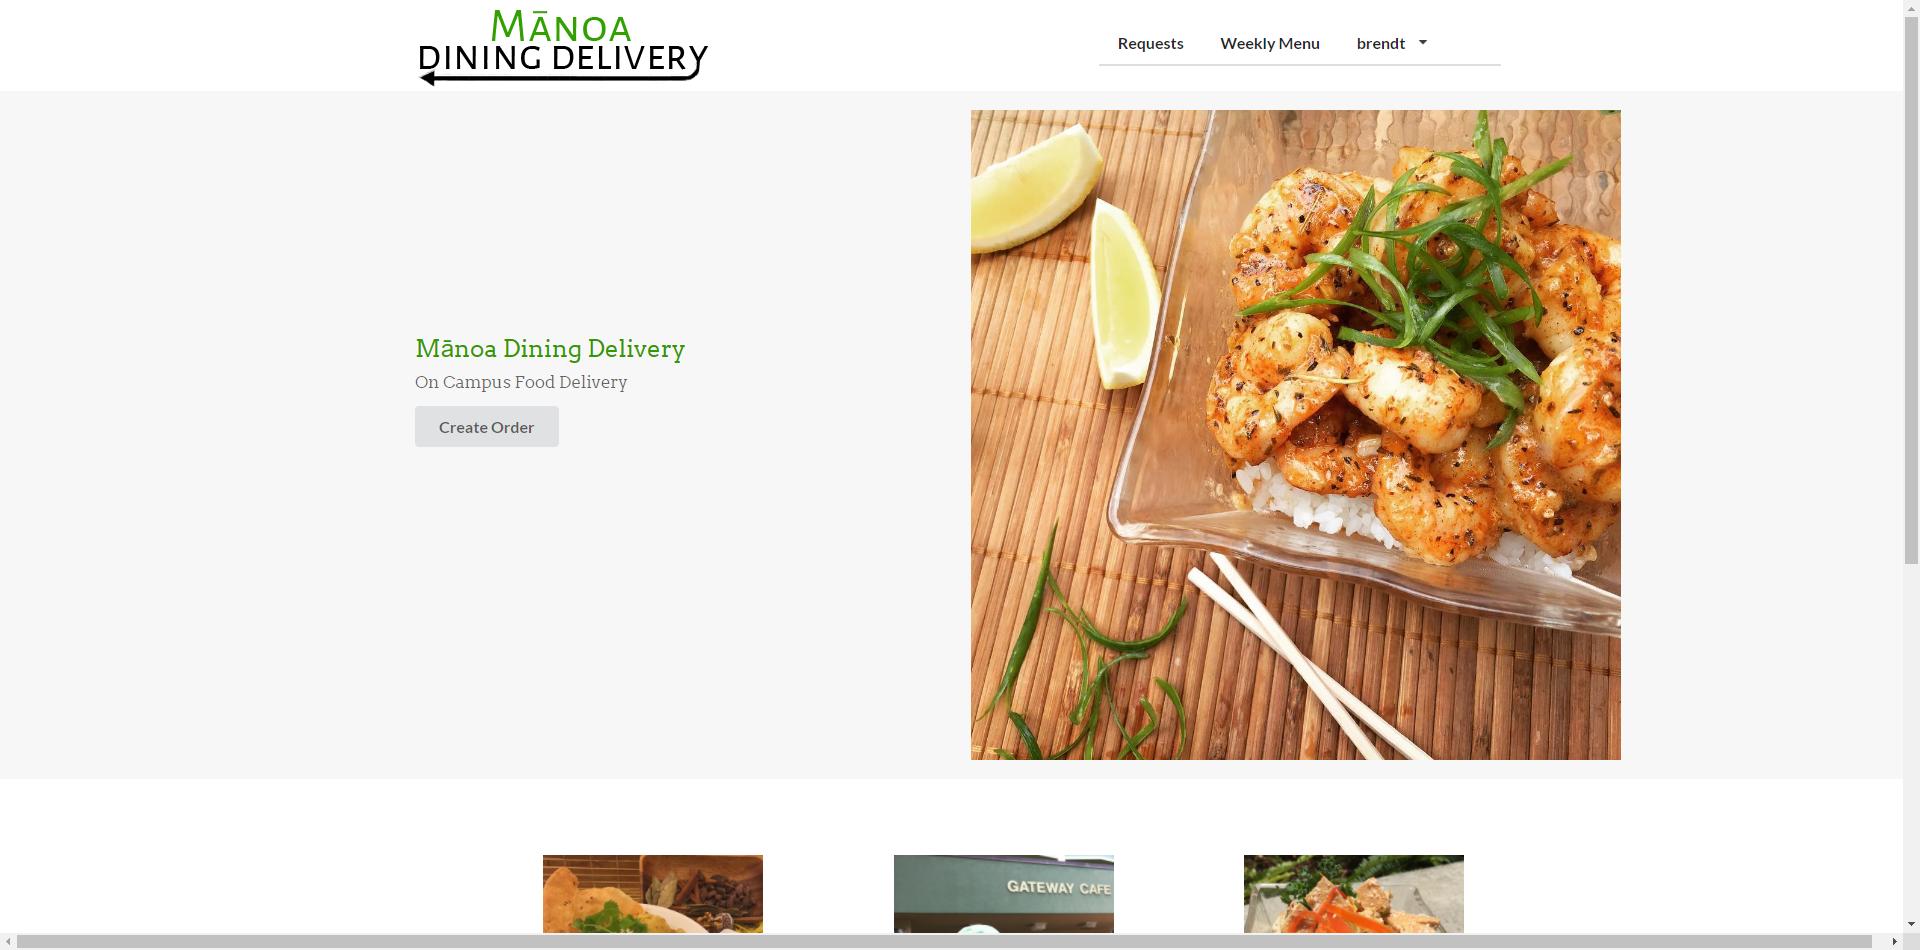 MĀNOA
DINING DELIVERY
Requests Weekly Menu brendt
Mānoa Dining Delivery
On Campus Food Delivery
Create Order
GATEWAY CAFE